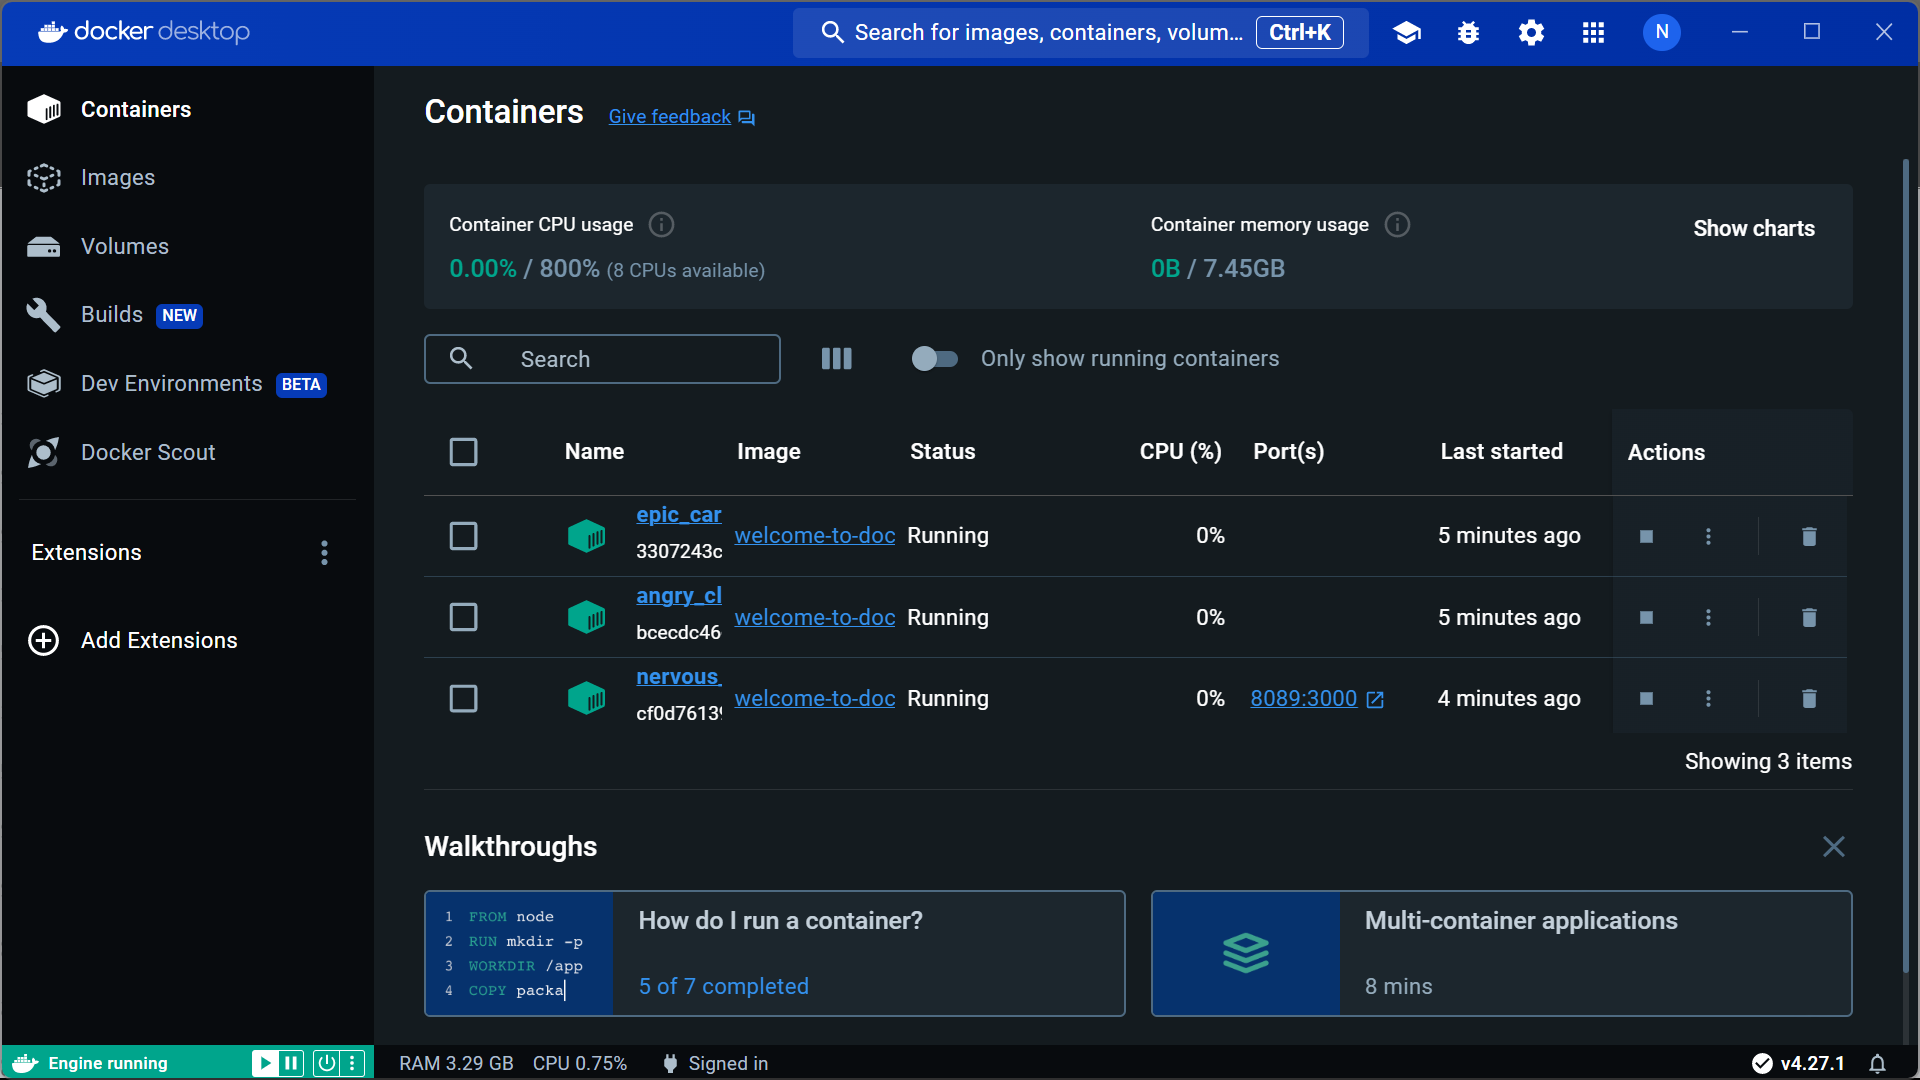 docker desktop
Search for images, containers, volum... Ctrl+K
N
Containers
Images
Volumes
Builds NEW
Dev Environments BETA
Docker Scout
Extensions
Add Extensions
Containers Give feedback
Container CPU usage
0.00% / 800% (8 CPUs available)
Container memory usage
0B / 7.45GB
Show charts
Search
Only show running containers
Name Image Status CPU (%) Port(s) Last started Actions
epic_car
3307243c
welcome-to-doc Running 0% 5 minutes ago
angry_cl
bcecdc46
welcome-to-doc Running 0% 5 minutes ago
nervous_
cf0d7613
welcome-to-doc Running 0% 8089:3000 4 minutes ago
Showing 3 items
Walkthroughs
1 FROM node
2 RUN mkdir -p
3 WORKDIR /app
4 COPY packa
How do I run a container?
5 of 7 completed
Multi-container applications
8 mins
Engine running
RAM 3.29 GB CPU 0.75% Signed in
v4.27.1